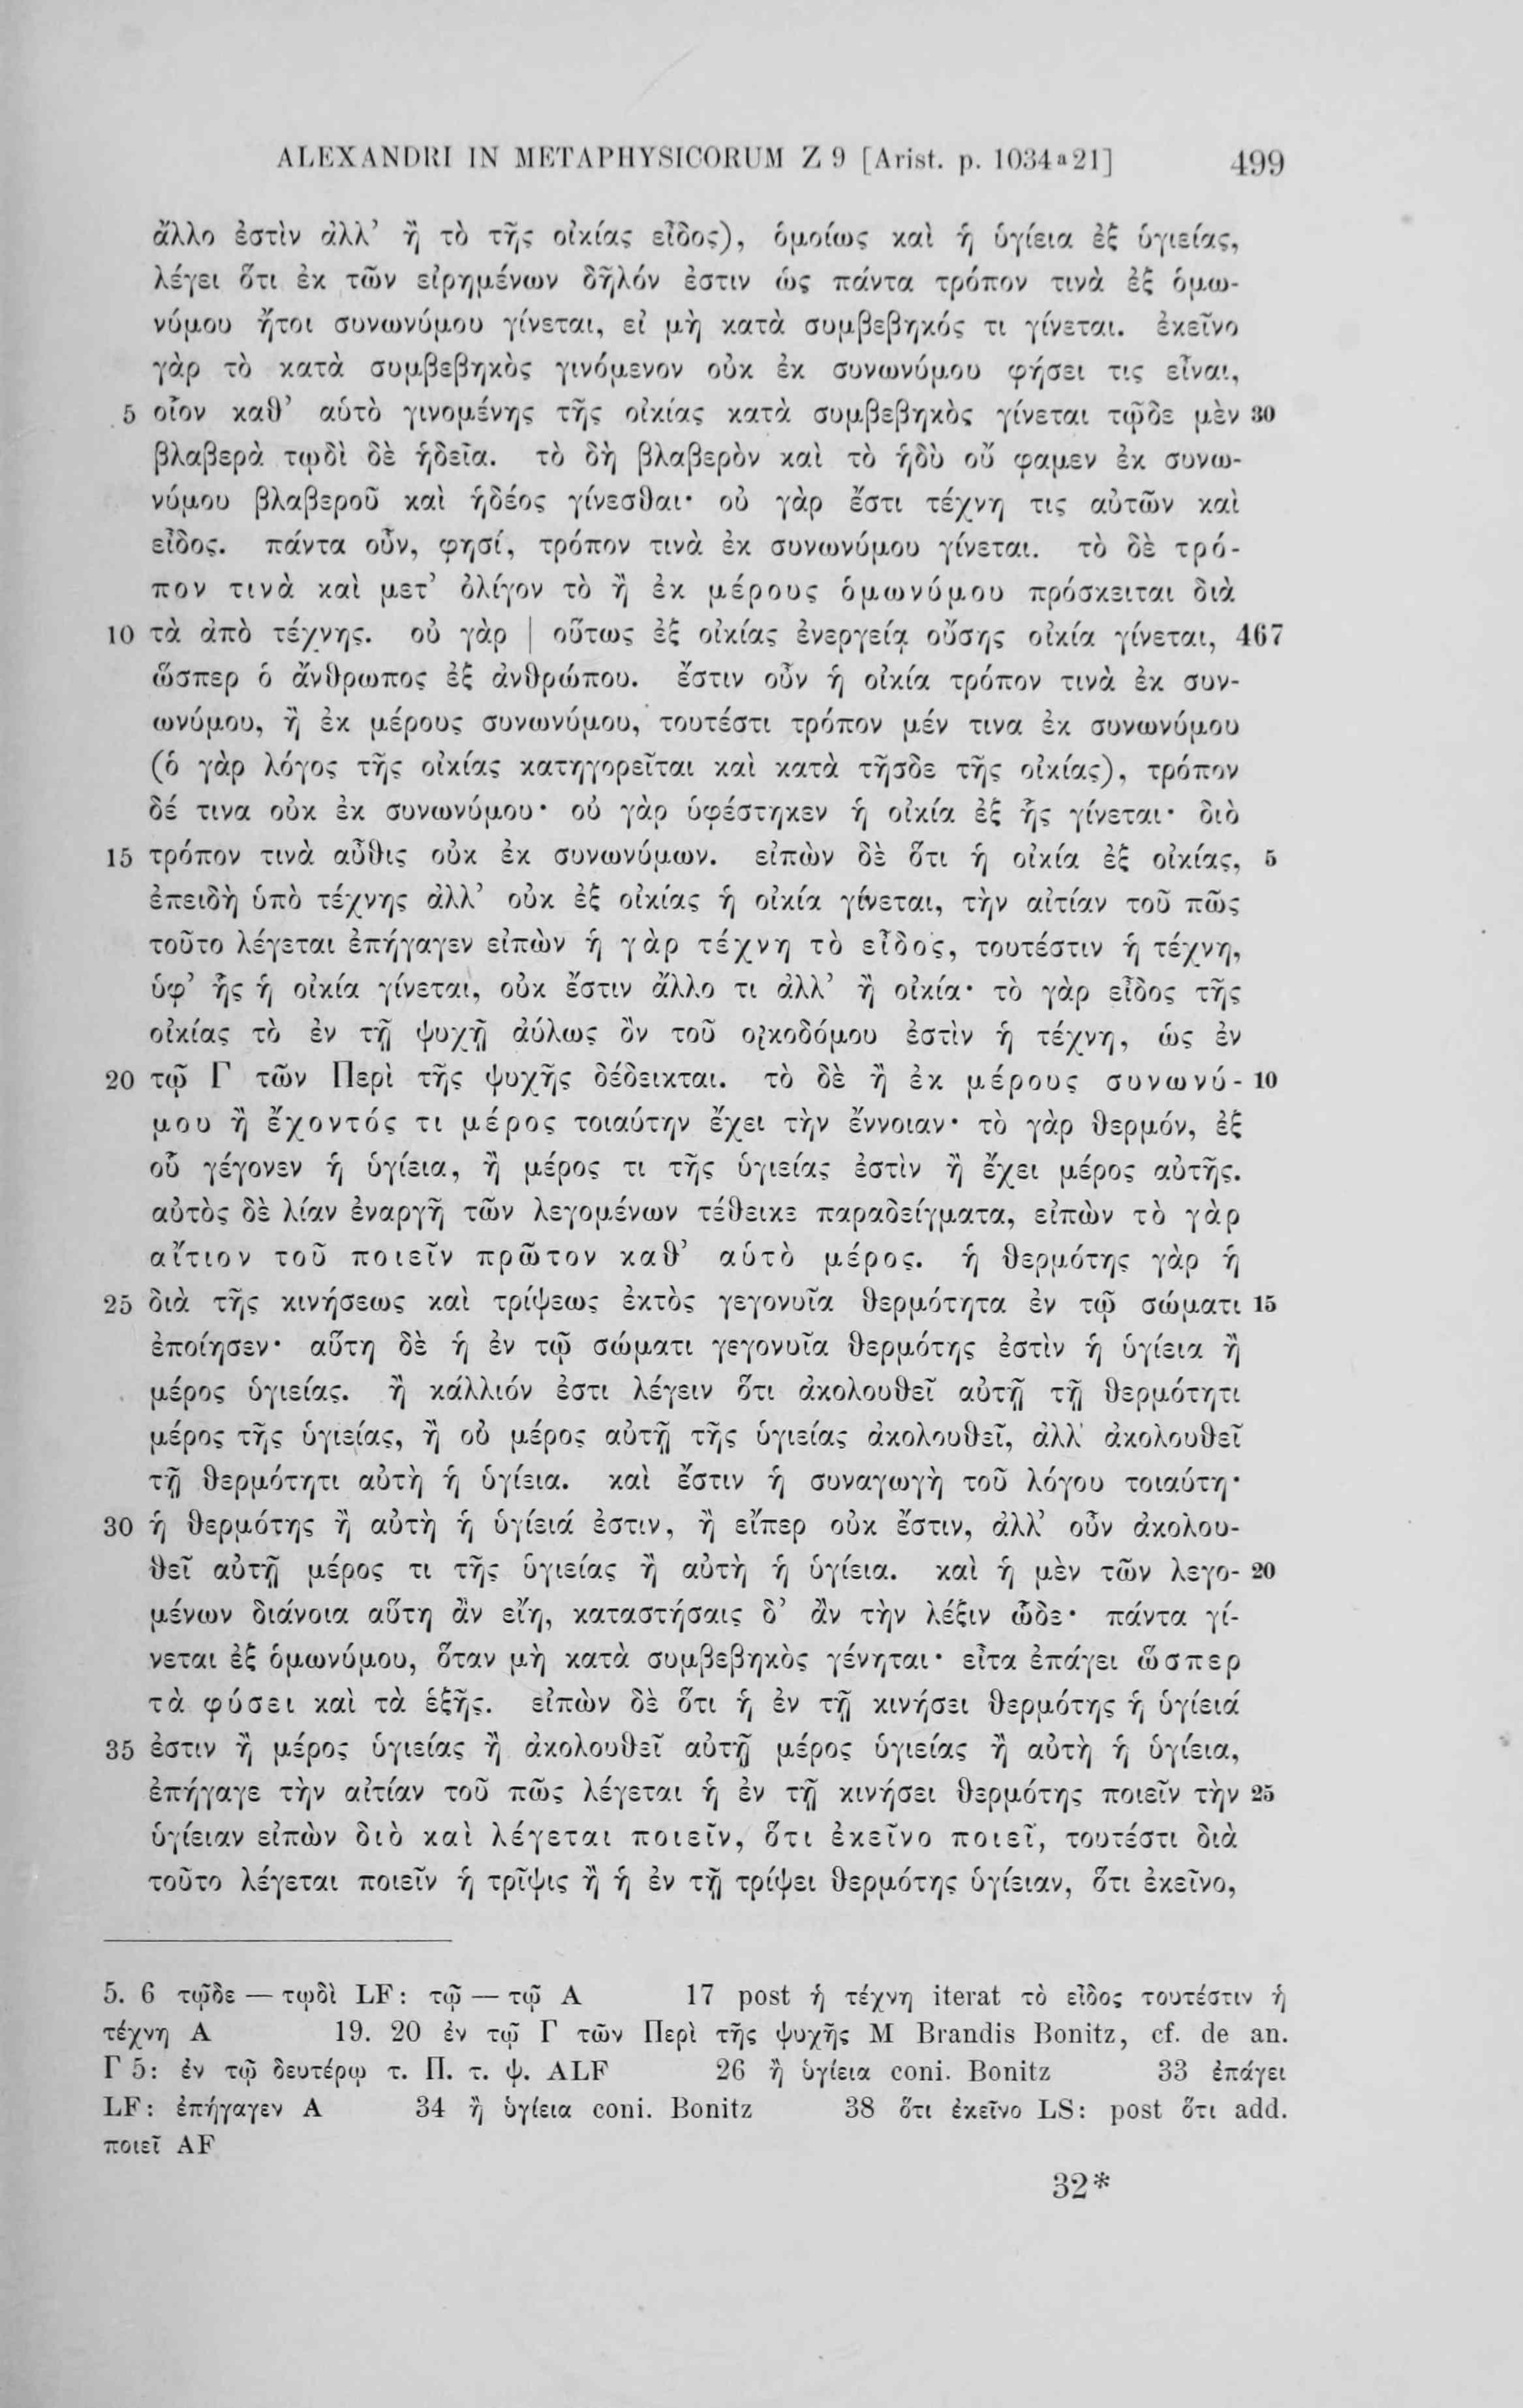 ALEXANDRI IN METAPHYSICORUM Z 9 [Arist. p. 1034ᵃ21] 499
ἄλλο ἐστὶν ἀλλ’ ἢ τὸ τῆς οἰκίας εἶδος), ὁμοίως καὶ ἡ ὑγίεια ἐξ ὑγιείας,
λέγει ὅτι ἐκ τῶν εἰρημένων δῆλόν ἐστιν ὡς πάντα τρόπον τινὰ ἐξ ὁμω-
νύμου ἤτοι συνωνύμου γίνεται, εἰ μὴ κατὰ συμβεβηκός τι γίνεται. ἐκεῖνο
γὰρ τὸ κατὰ συμβεβηκὸς γινόμενον οὐκ ἐκ συνωνύμου φήσει τις εἶναι,
5 οἷον καθ’ αὑτὸ γινομένης τῆς οἰκίας κατὰ συμβεβηκὸς γίνεται τῷδε μὲν 30
βλαβερὰ τῳδὶ δὲ ἡδεῖα. τὸ δὴ βλαβερὸν καὶ τὸ ἡδὺ οὔ φαμεν ἐκ συνω-
νύμου βλαβεροῦ καὶ ἡδέος γίνεσθαι· οὐ γὰρ ἔστι τέχνη τις αὐτῶν καὶ
εἶδος. πάντα οὖν, φησί, τρόπον τινὰ ἐκ συνωνύμου γίνεται. τὸ δὲ τρό-
πον τινὰ καὶ μετ’ ὀλίγον τὸ ἢ ἐκ μέρους ὁμωνύμου πρόσκειται διὰ
10 τὰ ἀπὸ τέχνης. οὐ γὰρ | οὕτως ἐξ οἰκίας ἐνεργείᾳ οὔσης οἰκία γίνεται, 467
ὥσπερ ὁ ἄνθρωπος ἐξ ἀνθρώπου. ἔστιν οὖν ἡ οἰκία τρόπον τινὰ ἐκ συν-
ωνύμου, ἢ ἐκ μέρους συνωνύμου, τουτέστι τρόπον μέν τινα ἐκ συνωνύμου
(ὁ γὰρ λόγος τῆς οἰκίας κατηγορεῖται καὶ κατὰ τῆσδε τῆς οἰκίας), τρόπον
δέ τινα οὐκ ἐκ συνωνύμου· οὐ γὰρ ὑφέστηκεν ἡ οἰκία ἐξ ἧς γίνεται· διὸ
15 τρόπον τινὰ αὖθις οὐκ ἐκ συνωνύμων. εἰπὼν δὲ ὅτι ἡ οἰκία ἐξ οἰκίας, 5
ἐπειδὴ ὑπὸ τέχνης ἀλλ’ οὐκ ἐξ οἰκίας ἡ οἰκία γίνεται, τὴν αἰτίαν τοῦ πῶς
τοῦτο λέγεται ἐπήγαγεν εἰπὼν ἡ γὰρ τέχνη τὸ εἶδος, τουτέστιν ἡ τέχνη,
ὑφ’ ἧς ἡ οἰκία γίνεται, οὐκ ἔστιν ἄλλο τι ἀλλ’ ἢ οἰκία· τὸ γὰρ εἶδος τῆς
οἰκίας τὸ ἐν τῇ ψυχῇ ἀύλως ὂν τοῦ οἰκοδόμου ἐστὶν ἡ τέχνη, ὡς ἐν
20 τῷ Γ τῶν Περὶ τῆς ψυχῆς δέδεικται. τὸ δὲ ἢ ἐκ μέρους συνωνύ- 10
μου ἢ ἔχοντός τι μέρος τοιαύτην ἔχει τὴν ἔννοιαν· τὸ γὰρ θερμόν, ἐξ
οὗ γέγονεν ἡ ὑγίεια, ἢ μέρος τι τῆς ὑγιείας ἐστὶν ἢ ἔχει μέρος αὐτῆς.
αὐτὸς δὲ λίαν ἐναργῆ τῶν λεγομένων τέθεικε παραδείγματα, εἰπὼν τὸ γὰρ
αἴτιον τοῦ ποιεῖν πρῶτον καθ’ αὑτὸ μέρος. ἡ θερμότης γὰρ ἡ
25 διὰ τῆς κινήσεως καὶ τρίψεως ἐκτὸς γεγονυῖα θερμότητα ἐν τῷ σώματι 15
ἐποίησεν· αὕτη δὲ ἡ ἐν τῷ σώματι γεγονυῖα θερμότης ἐστὶν ἡ ὑγίεια ἢ
μέρος ὑγιείας. ἢ κάλλιόν ἐστι λέγειν ὅτι ἀκολουθεῖ αὐτῇ τῇ θερμότητι
μέρος τῆς ὑγιείας, ἢ οὐ μέρος αὐτῇ τῆς ὑγιείας ἀκολουθεῖ, ἀλλ’ ἀκολουθεῖ
τῇ θερμότητι αὐτὴ ἡ ὑγίεια. καὶ ἔστιν ἡ συναγωγὴ τοῦ λόγου τοιαύτη·
30 ἡ θερμότης ἢ αὐτὴ ἡ ὑγίειά ἐστιν, ἢ εἴπερ οὐκ ἔστιν, ἀλλ’ οὖν ἀκολου-
θεῖ αὐτῇ μέρος τι τῆς ὑγιείας ἢ αὐτὴ ἡ ὑγίεια. καὶ ἡ μὲν τῶν λεγο- 20
μένων διάνοια αὕτη ἂν εἴη, καταστήσαις δ’ ἂν τὴν λέξιν ὧδε· πάντα γί-
νεται ἐξ ὁμωνύμου, ὅταν μὴ κατὰ συμβεβηκὸς γένηται· εἶτα ἐπάγει ὥσπερ
τὰ φύσει καὶ τὰ ἑξῆς. εἰπὼν δὲ ὅτι ἡ ἐν τῇ κινήσει θερμότης ἡ ὑγίειά
35 ἐστιν ἢ μέρος ὑγιείας ἢ ἀκολουθεῖ αὐτῇ μέρος ὑγιείας ἢ αὐτὴ ἡ ὑγίεια,
ἐπήγαγε τὴν αἰτίαν τοῦ πῶς λέγεται ἡ ἐν τῇ κινήσει θερμότης ποιεῖν τὴν 25
ὑγίειαν εἰπὼν διὸ καὶ λέγεται ποιεῖν, ὅτι ἐκεῖνο ποιεῖ, τουτέστι διὰ
τοῦτο λέγεται ποιεῖν ἡ τρῖψις ἢ ἡ ἐν τῇ τρίψει θερμότης ὑγίειαν, ὅτι ἐκεῖνο,
5. 6 τῷδε — τῳδὶ LF: τῷ — τῷ A 17 post ἡ τέχνη iterat τὸ εἶδος τουτέστιν ἡ
τέχνη A 19. 20 ἐν τῷ Γ τῶν Περὶ τῆς ψυχῆς M Brandis Bonitz, cf. de an.
Γ 5: ἐν τῷ δευτέρῳ τ. Π. τ. ψ. ALF 26 ἢ ὑγίεια coni. Bonitz 33 ἐπάγει
LF: ἐπήγαγεν A 34 ἢ ὑγίεια coni. Bonitz 38 ὅτι ἐκεῖνο LS: post ὅτι add.
ποιεῖ AF
32*